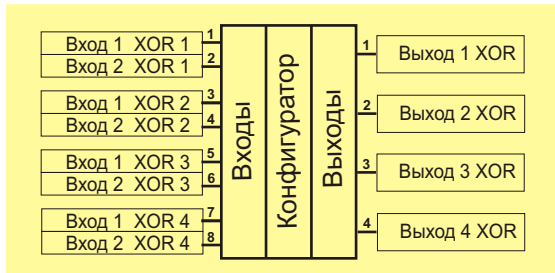 Вход 1 XOR 1 1
Вход 2 XOR 1 2
Вход 1 XOR 2 3
Вход 2 XOR 2 4
Вход 1 XOR 3 5
Вход 2 XOR 3 6
Вход 1 XOR 4 7
Вход 2 XOR 4 8
Входы
Конфигуратор
Выходы
1 Выход 1 XOR
2 Выход 2 XOR
3 Выход 3 XOR
4 Выход 4 XOR